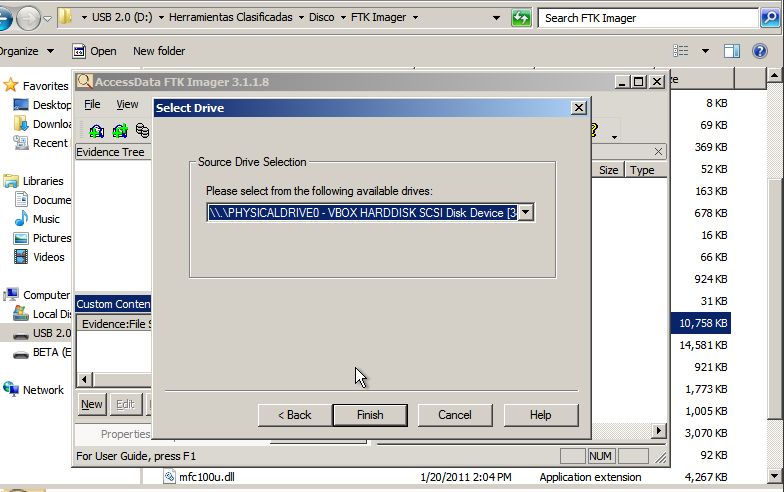 USB 2.0 (D:) ▸ Herramientas Clasificadas ▸ Disco ▸ FTK Imager ▸
Search FTK Imager
Organize
Open
New folder
Favorites
Desktop
Recent
Libraries
Music
Pictures
Videos
Computer
USB 2.0
BETA (E
Network
AccessData FTK Imager 3.1.1.8
File View
Evidence Tree
Size Type
Custom Conten
Evidence:File S
New Edit
Properties
For User Guide, press F1
NUM
Select Drive
Source Drive Selection
Please select from the following available drives:
\\.\PHYSICALDRIVE0 - VBOX HARDDISK SCSI Disk Device [3
< Back Finish Cancel Help
8 KB
69 KB
369 KB
52 KB
163 KB
678 KB
16 KB
66 KB
924 KB
31 KB
10,758 KB
14,581 KB
921 KB
1,773 KB
1,005 KB
3,070 KB
92 KB
mfc100u.dll 1/20/2011 2:04 PM Application extension 4,267 KB